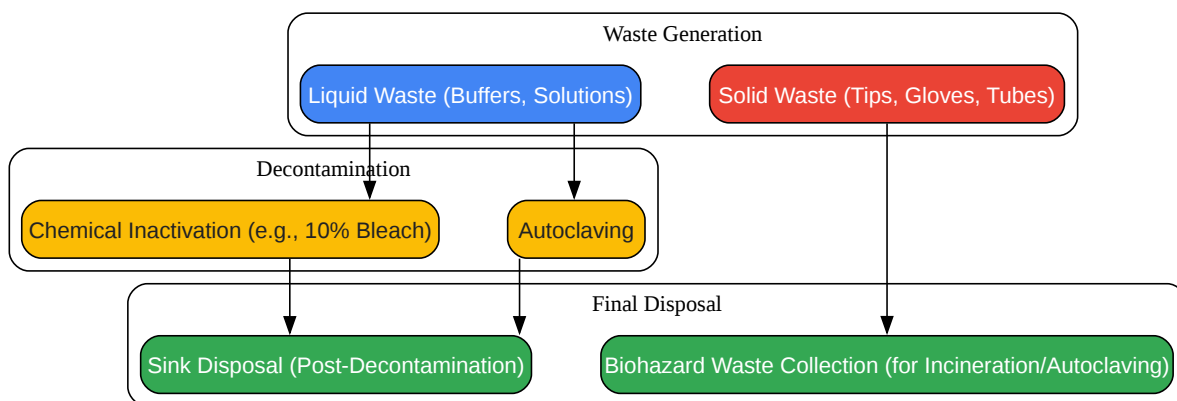 Waste Generation
Liquid Waste (Buffers, Solutions)
Solid Waste (Tips, Gloves, Tubes)
Decontamination
Chemical Inactivation (e.g., 10% Bleach)
Autoclaving
Final Disposal
Sink Disposal (Post-Decontamination)
Biohazard Waste Collection (for Incineration/Autoclaving)